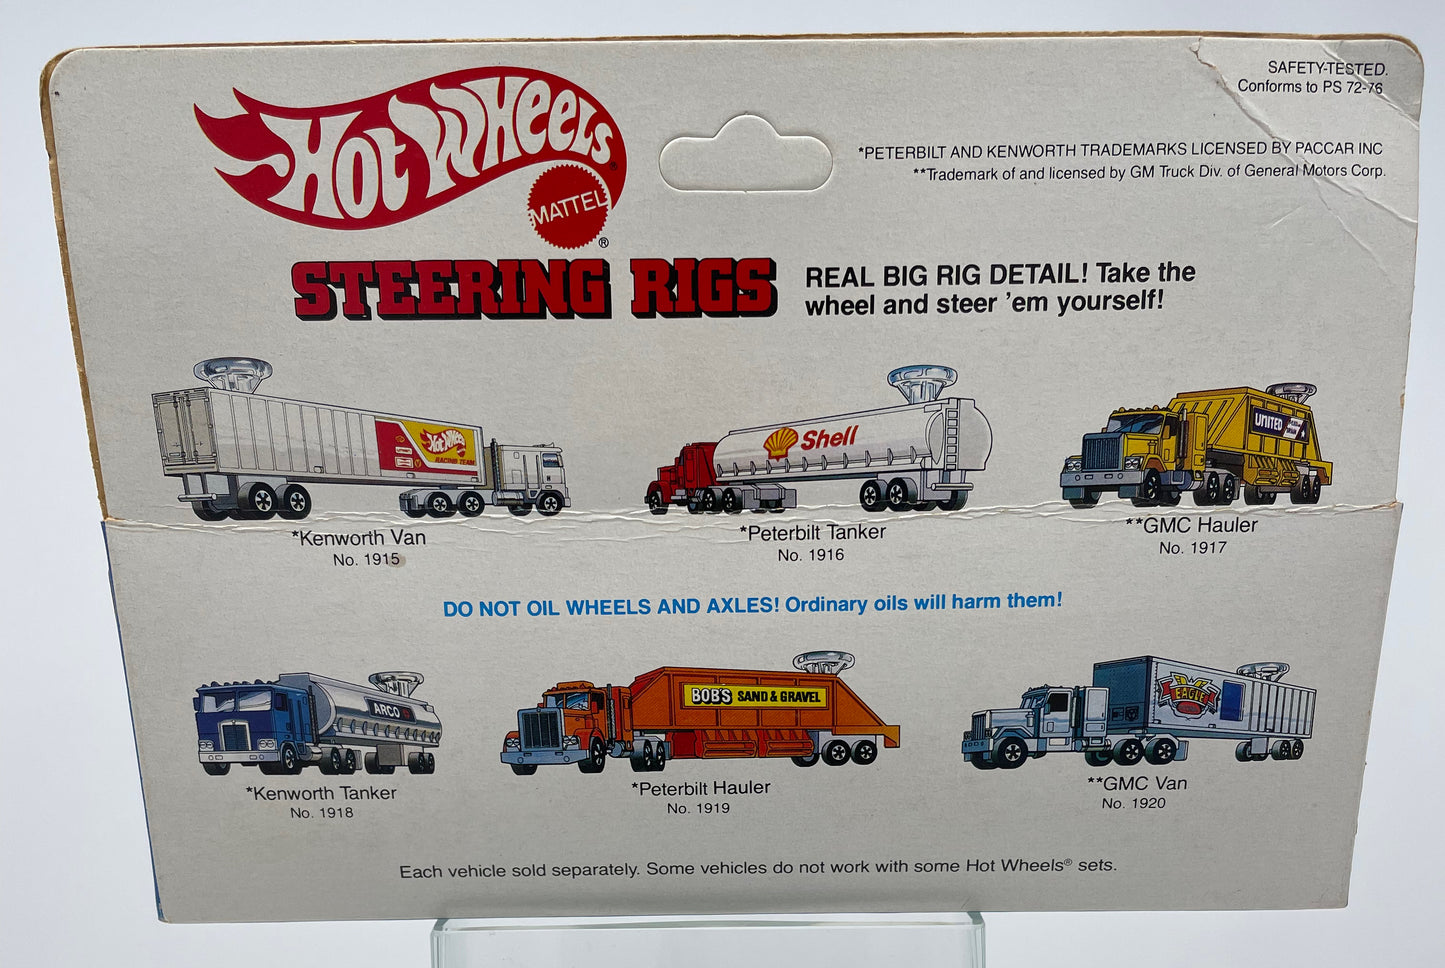 SAFETY-TESTED.
Conforms to PS 72-76
HOT WHEELS®
MATTEL
®
*PETERBILT AND KENWORTH TRADEMARKS LICENSED BY PACCAR INC
**Trademark of and licensed by GM Truck Div. of General Motors Corp.
STEERING RIGS
REAL BIG RIG DETAIL! Take the
wheel and steer 'em yourself!
Hot Wheels
RACING TEAM
Shell
UNITED
*Kenworth Van
No. 1915
*Peterbilt Tanker
No. 1916
**GMC Hauler
No. 1917
DO NOT OIL WHEELS AND AXLES! Ordinary oils will harm them!
ARCO
BOB'S SAND & GRAVEL
EAGLE
*Kenworth Tanker
No. 1918
*Peterbilt Hauler
No. 1919
**GMC Van
No. 1920
Each vehicle sold separately. Some vehicles do not work with some Hot Wheels® sets.